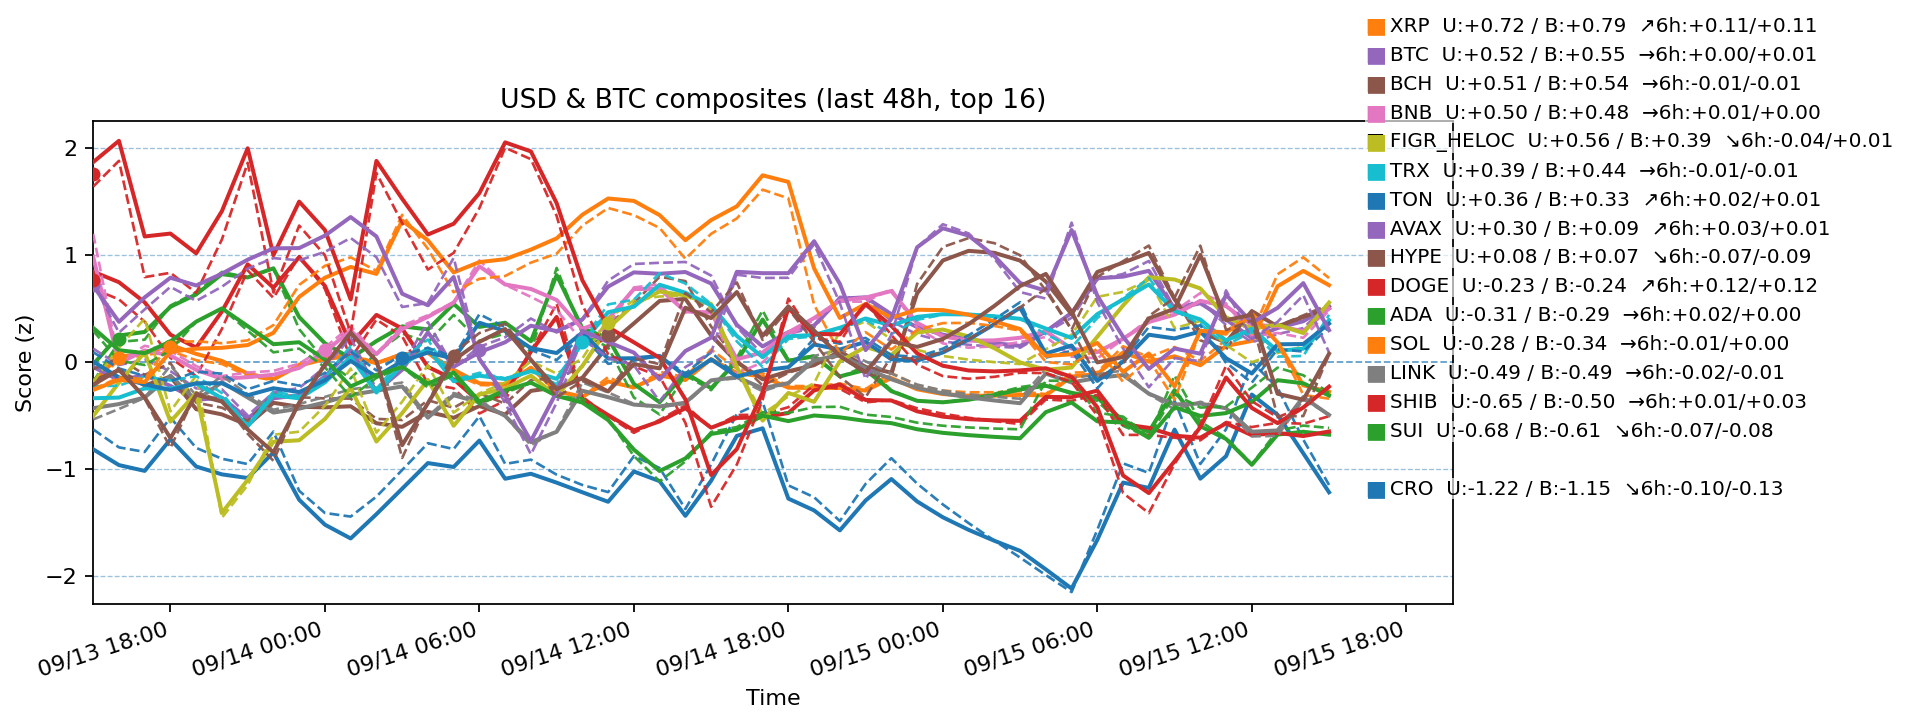 XRP  U:+0.72 / B:+0.79  ↗6h:+0.11/+0.11
BTC  U:+0.52 / B:+0.55  →6h:+0.00/+0.01
BCH  U:+0.51 / B:+0.54  →6h:-0.01/-0.01
BNB  U:+0.50 / B:+0.48  →6h:+0.01/+0.00
FIGR_HELOC  U:+0.56 / B:+0.39  ↘6h:-0.04/+0.01
TRX  U:+0.39 / B:+0.44  →6h:-0.01/-0.01
TON  U:+0.36 / B:+0.33  ↗6h:+0.02/+0.01
AVAX  U:+0.30 / B:+0.09  ↗6h:+0.03/+0.01
HYPE  U:+0.08 / B:+0.07  ↘6h:-0.07/-0.09
DOGE  U:-0.23 / B:-0.24  ↗6h:+0.12/+0.12
ADA  U:-0.31 / B:-0.29  →6h:+0.02/+0.00
SOL  U:-0.28 / B:-0.34  →6h:-0.01/+0.00
LINK  U:-0.49 / B:-0.49  →6h:-0.02/-0.01
SHIB  U:-0.65 / B:-0.50  →6h:+0.01/+0.03
SUI  U:-0.68 / B:-0.61  ↘6h:-0.07/-0.08
CRO  U:-1.22 / B:-1.15  ↘6h:-0.10/-0.13
USD & BTC composites (last 48h, top 16)
Score (z)
2
1
0
−1
−2
09/13 18:00
09/14 00:00
09/14 06:00
09/14 12:00
09/14 18:00
09/15 00:00
09/15 06:00
09/15 12:00
09/15 18:00
Time